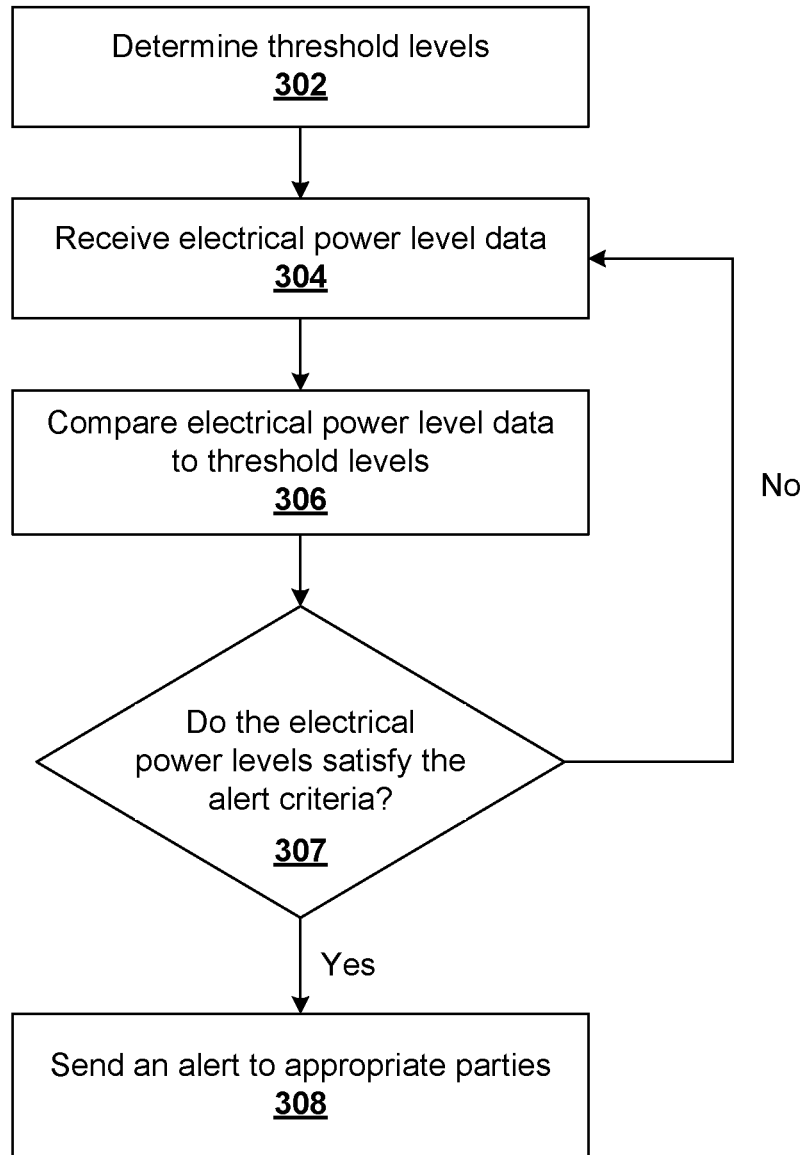 Determine threshold levels
302
Receive electrical power level data
304
Compare electrical power level data
to threshold levels
306
No
Do the electrical
power levels satisfy the
alert criteria?
307
Yes
Send an alert to appropriate parties
308